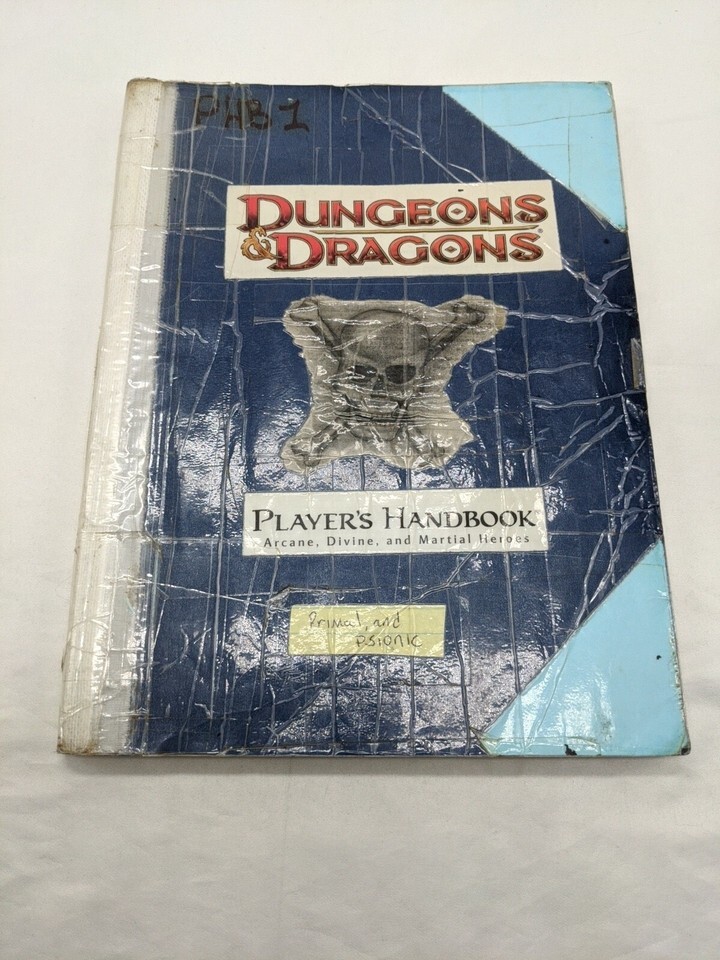 PHB 1
DUNGEONS
& DRAGONS®
PLAYER'S HANDBOOK
Arcane, Divine, and Martial Heroes
Primal, and
PSIONIC